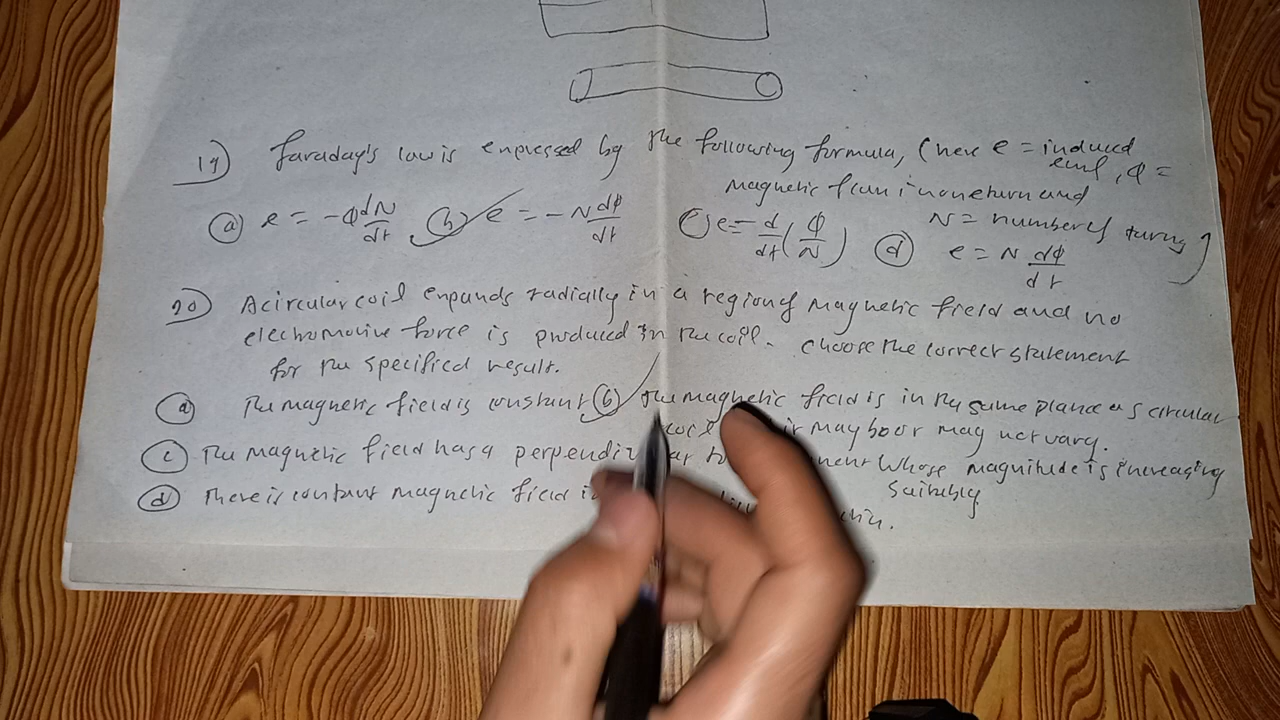 19) Faraday's law is expressed by the following formula, (here e = induced
emf, φ =
magnetic flux in one turn and
N = number of turns)
(a) e = -φ dN/dt (b) e = -N dφ/dt (c) e = - d/dt (φ/N) (d) e = N dφ/dt
20) A circular coil expands radially in a region of magnetic field and no
electromotive force is produced in the coil. Choose the correct statement
for the specified result.
(a) The magnetic field is constant (b) The magnetic field is in the same plane as circular
coil it may be or may not vary.
(c) The magnetic field has a whose magnitude is increasing
suitably
(d) There is constant magnetic field